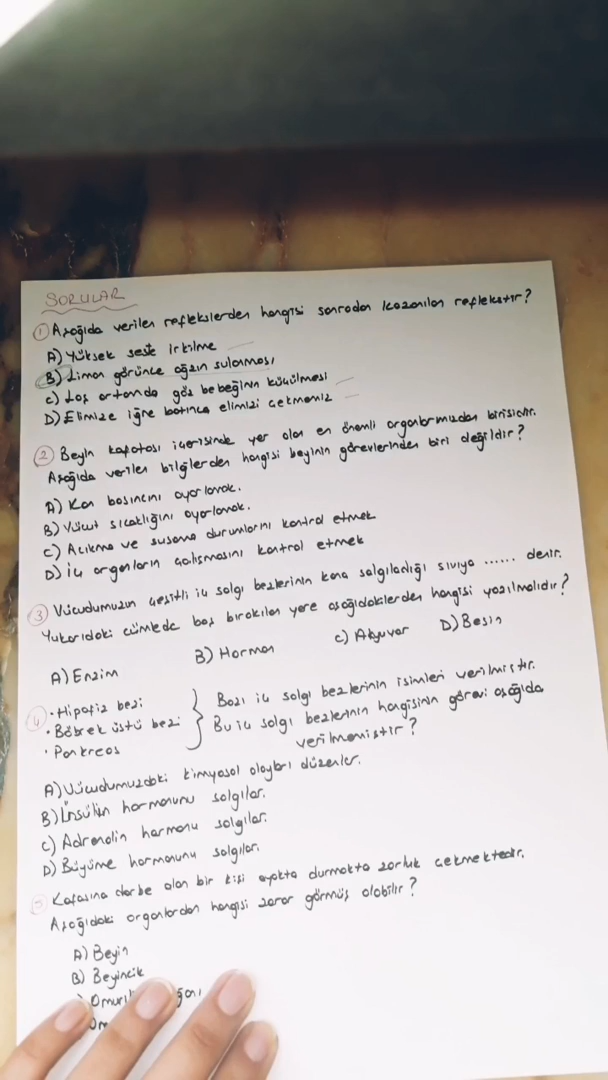 SORULAR
① Aşağıda verilen reflekslerden hangisi sonradan kazanılan reflekstir?
A) Yüksek seste irkilme
B) Limon görünce ağzın sulanması
C) Loş ortamda göz bebeğinin küçülmesi
D) Elimize iğne batınca elimizi çekmemiz
② Beyin kafatası içerisinde yer alan en önemli organlarımızdan birisidir.
Aşağıda verilen bilgilerden hangisi beynin görevlerinden biri değildir?
A) Kan basıncını ayarlamak.
B) Vücut sıcaklığını ayarlamak.
C) Acıkma ve susama durumlarını kontrol etmek
D) İç organların çalışmasını kontrol etmek
③ Vücudumuzun çeşitli iç salgı bezlerinin kana salgıladığı sıvıya ...... denir.
Yukarıdaki cümlede boş bırakılan yere aşağıdakilerden hangisi yazılmalıdır?
A) Enzim B) Hormon C) Akyuvar D) Besin
④ • Hipofiz bezi
• Böbrek üstü bezi
• Pankreas
Bazı iç salgı bezlerinin isimleri verilmiştir.
Bu iç salgı bezlerinin hangisinin görevi aşağıda
verilmemiştir?
A) Vücudumuzdaki kimyasal olayları düzenler.
B) İnsülin hormonunu salgılar.
C) Adrenalin hormonu salgılar.
D) Büyüme hormonunu salgılar.
⑤ Kafasına darbe alan bir kişi ayakta durmakta zorluk çekmektedir.
Aşağıdaki organlardan hangisi zarar görmüş olabilir?
A) Beyin
B) Beyincik